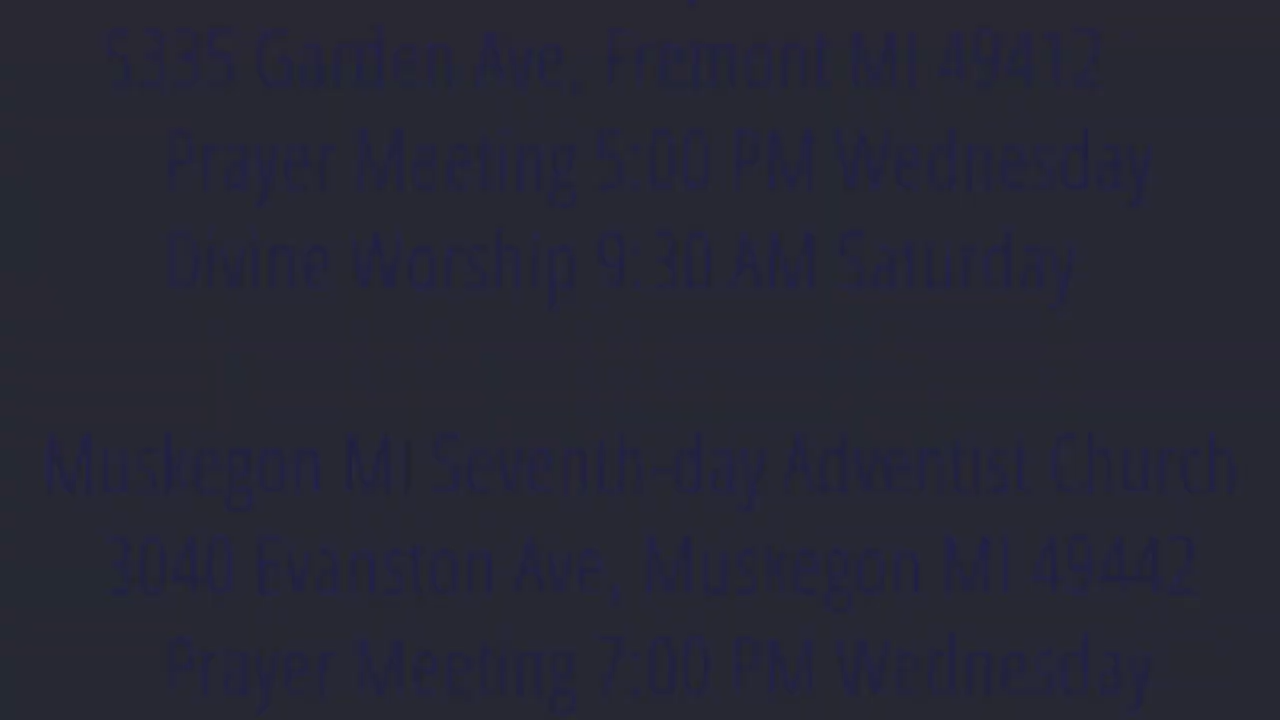 5335 Garden Ave, Fremont MI 49412
Prayer Meeting 5:00 PM Wednesday
Divine Worship 9:30 AM Saturday
Muskegon MI Seventh-day Adventist Church
3040 Evanston Ave, Muskegon MI 49442
Prayer Meeting 7:00 PM Wednesday